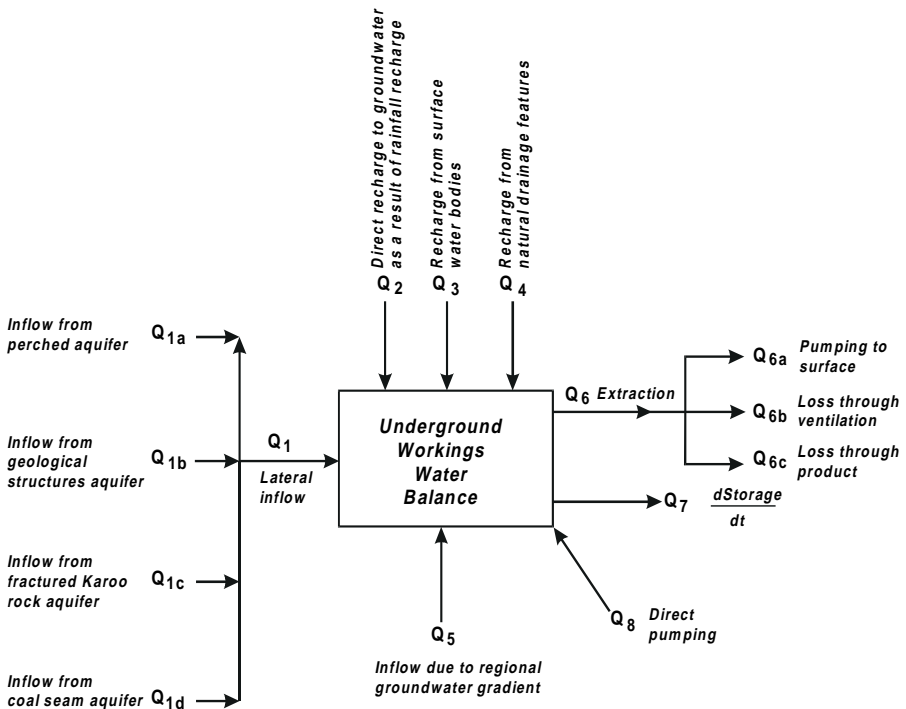 Direct recharge to groundwater
as a result of rainfall recharge
Q2
Recharge from surface
water bodies
Q3
Recharge from
natural drainage features
Q4
Inflow from
perched aquifer
Q1a
Inflow from
geological
structures aquifer
Q1b
Inflow from
fractured Karoo
rock aquifer
Q1c
Inflow from
coal seam aquifer
Q1d
Q1
Lateral
inflow
Underground
Workings
Water
Balance
Q6 Extraction
Q6a Pumping to
surface
Q6b Loss through
ventilation
Q6c Loss through
product
Q7 dStorage
dt
Q8 Direct
pumping
Q5
Inflow due to regional
groundwater gradient